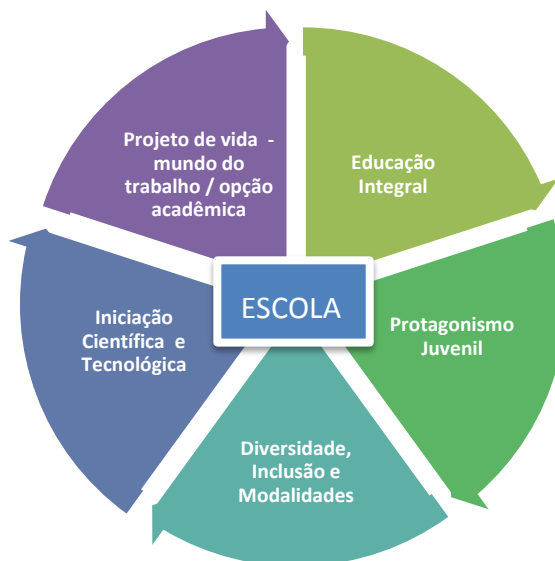 Projeto de vida -
mundo do
trabalho / opção
acadêmica
Educação
Integral
ESCOLA
Protagonismo
Juvenil
Iniciação
Científica e
Tecnológica
Diversidade,
Inclusão e
Modalidades